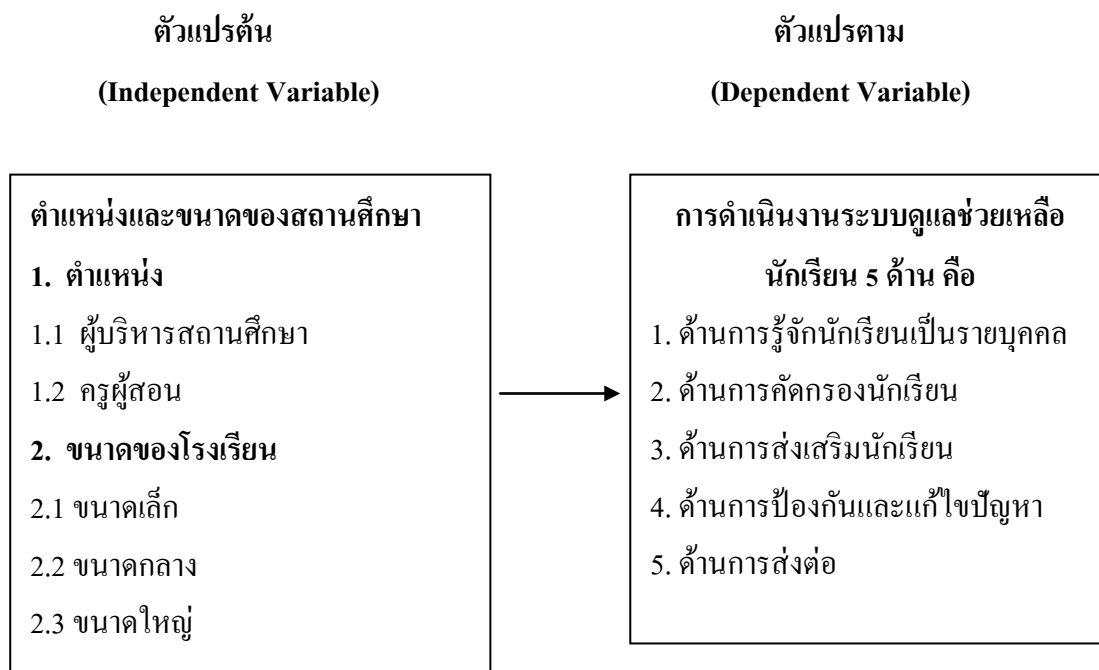 ตัวแปรต้น
(Independent Variable)
ตำแหน่งและขนาดของสถานศึกษา
1. ตำแหน่ง
1.1 ผู้บริหารสถานศึกษา
1.2 ครูผู้สอน
2. ขนาดของโรงเรียน
2.1 ขนาดเล็ก
2.2 ขนาดกลาง
2.3 ขนาดใหญ่
ตัวแปรตาม
(Dependent Variable)
การดำเนินงานระบบดูแลช่วยเหลือ
นักเรียน 5 ด้าน คือ
1. ด้านการรู้จักนักเรียนเป็นรายบุคคล
2. ด้านการคัดกรองนักเรียน
3. ด้านการส่งเสริมนักเรียน
4. ด้านการป้องกันและแก้ไขปัญหา
5. ด้านการส่งต่อ